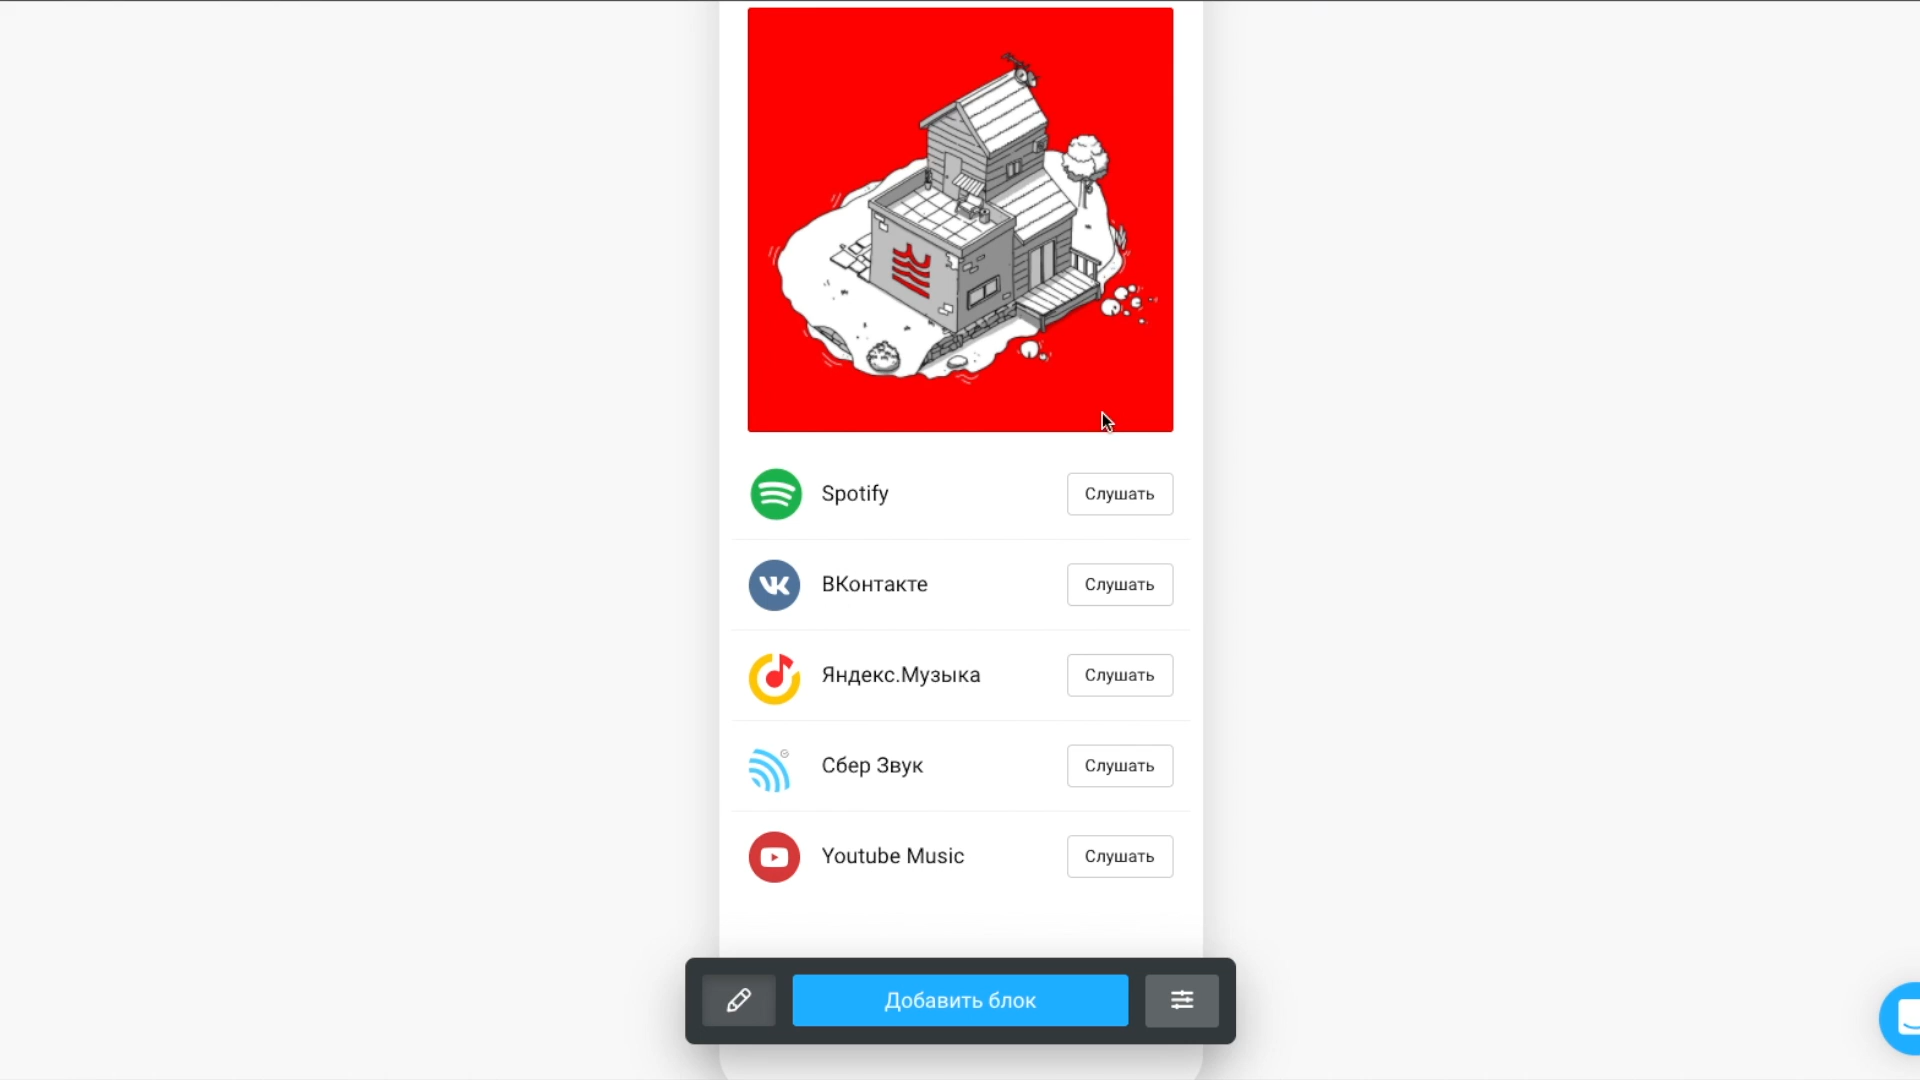 Spotify
Слушать
ВКонтакте
Слушать
Яндекс.Музыка
Слушать
Сбер Звук
Слушать
Youtube Music
Слушать
Добавить блок